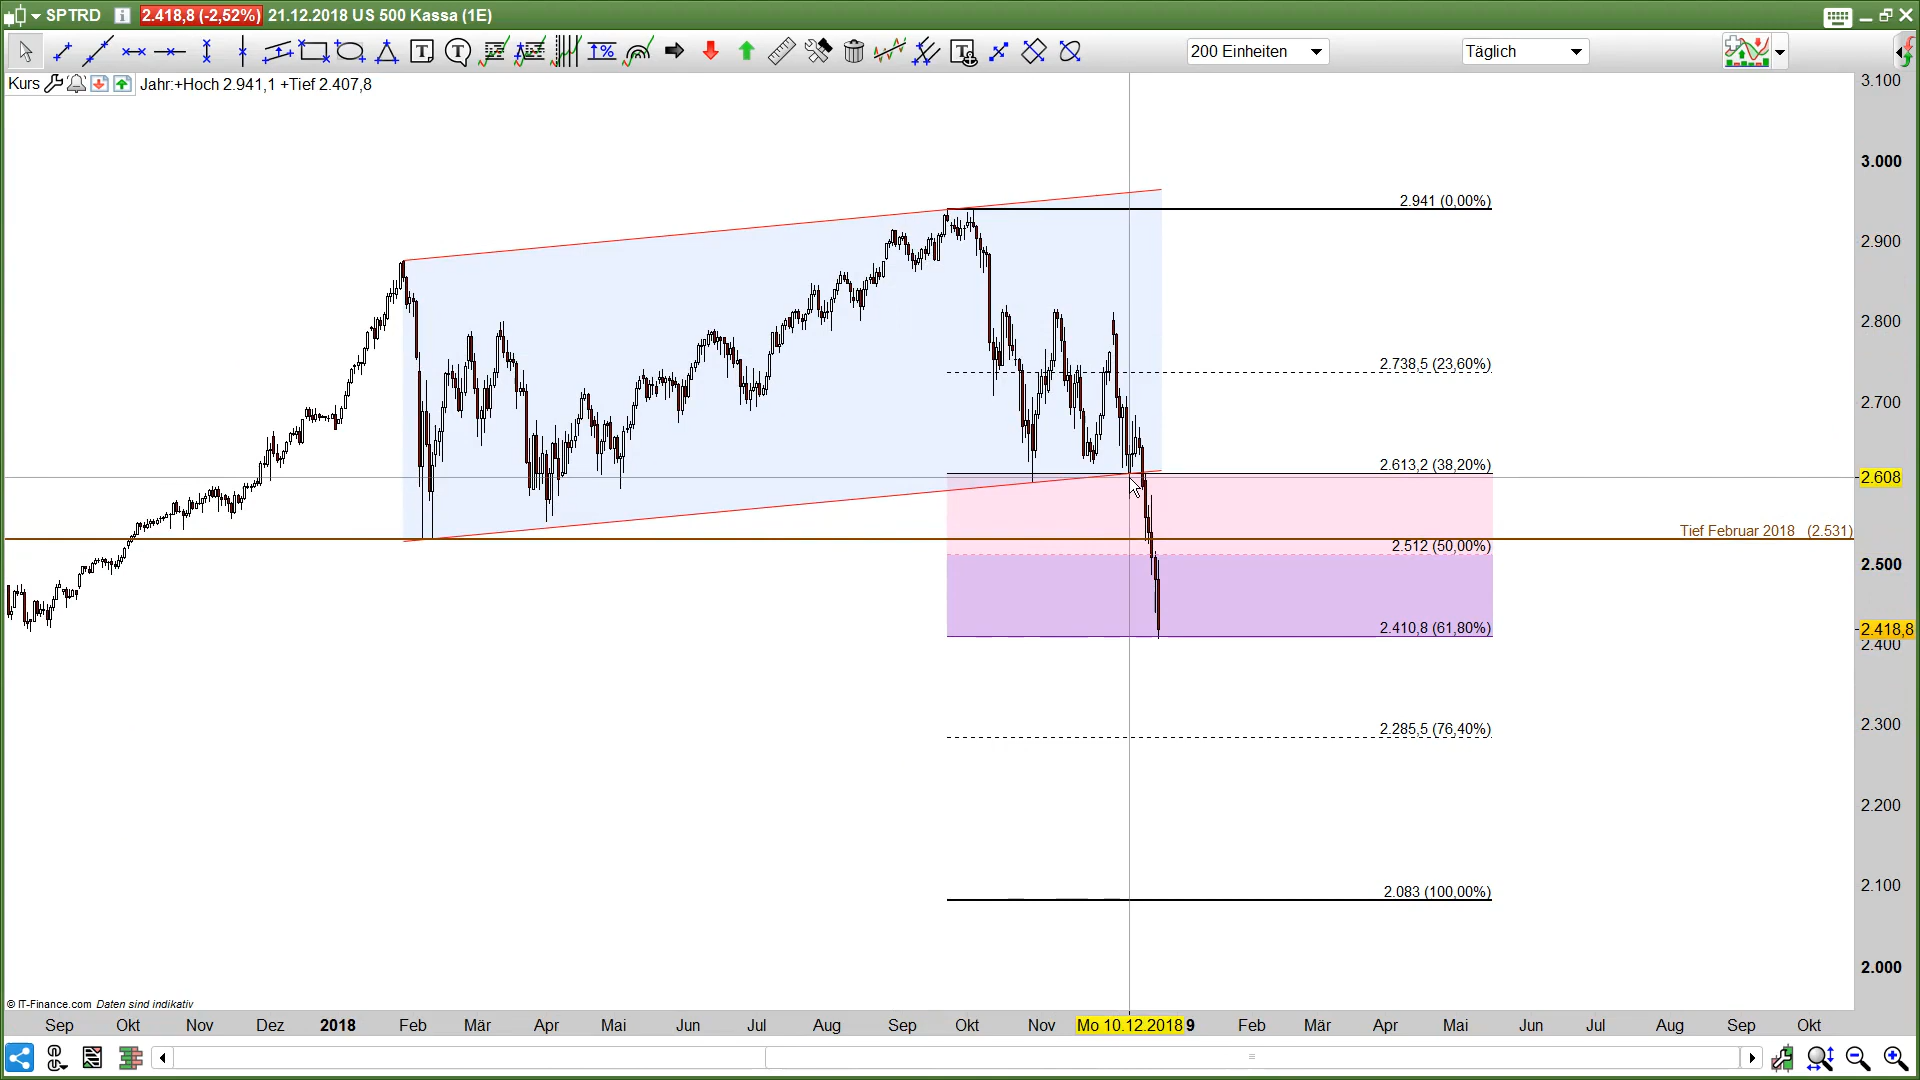 SPTRD 2.418,8 (-2,52%) 21.12.2018 US 500 Kassa (1E)
200 Einheiten
Täglich
Kurs Jahr:+Hoch 2.941,1 +Tief 2.407,8
3.100
3.000
2.941 (0,00%)
2.900
2.800
2.738,5 (23,60%)
2.700
2.613,2 (38,20%)
2.608
Tief Februar 2018 (2.531)
2.512 (50,00%)
2.500
2.410,8 (61,80%)
2.418,8
2.400
2.285,5 (76,40%)
2.300
2.200
2.083 (100,00%)
2.100
2.000
© IT-Finance.com Daten sind indikativ
Sep Okt Nov Dez 2018 Feb Mär Apr Mai Jun Jul Aug Sep Okt Nov Mo 10.12.2018 9 Feb Mär Apr Mai Jun Jul Aug Sep Okt